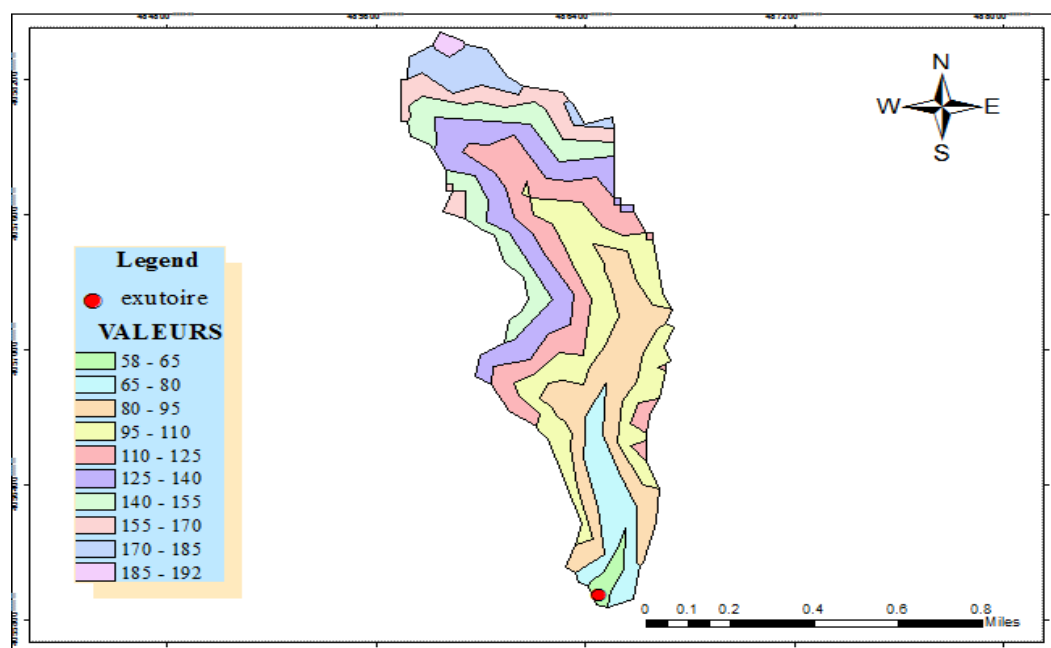 N
W E
S
Legend
exutoire
VALEURS
58 - 65
65 - 80
80 - 95
95 - 110
110 - 125
125 - 140
140 - 155
155 - 170
170 - 185
185 - 192
0 0.1 0.2 0.4 0.6 0.8
Miles